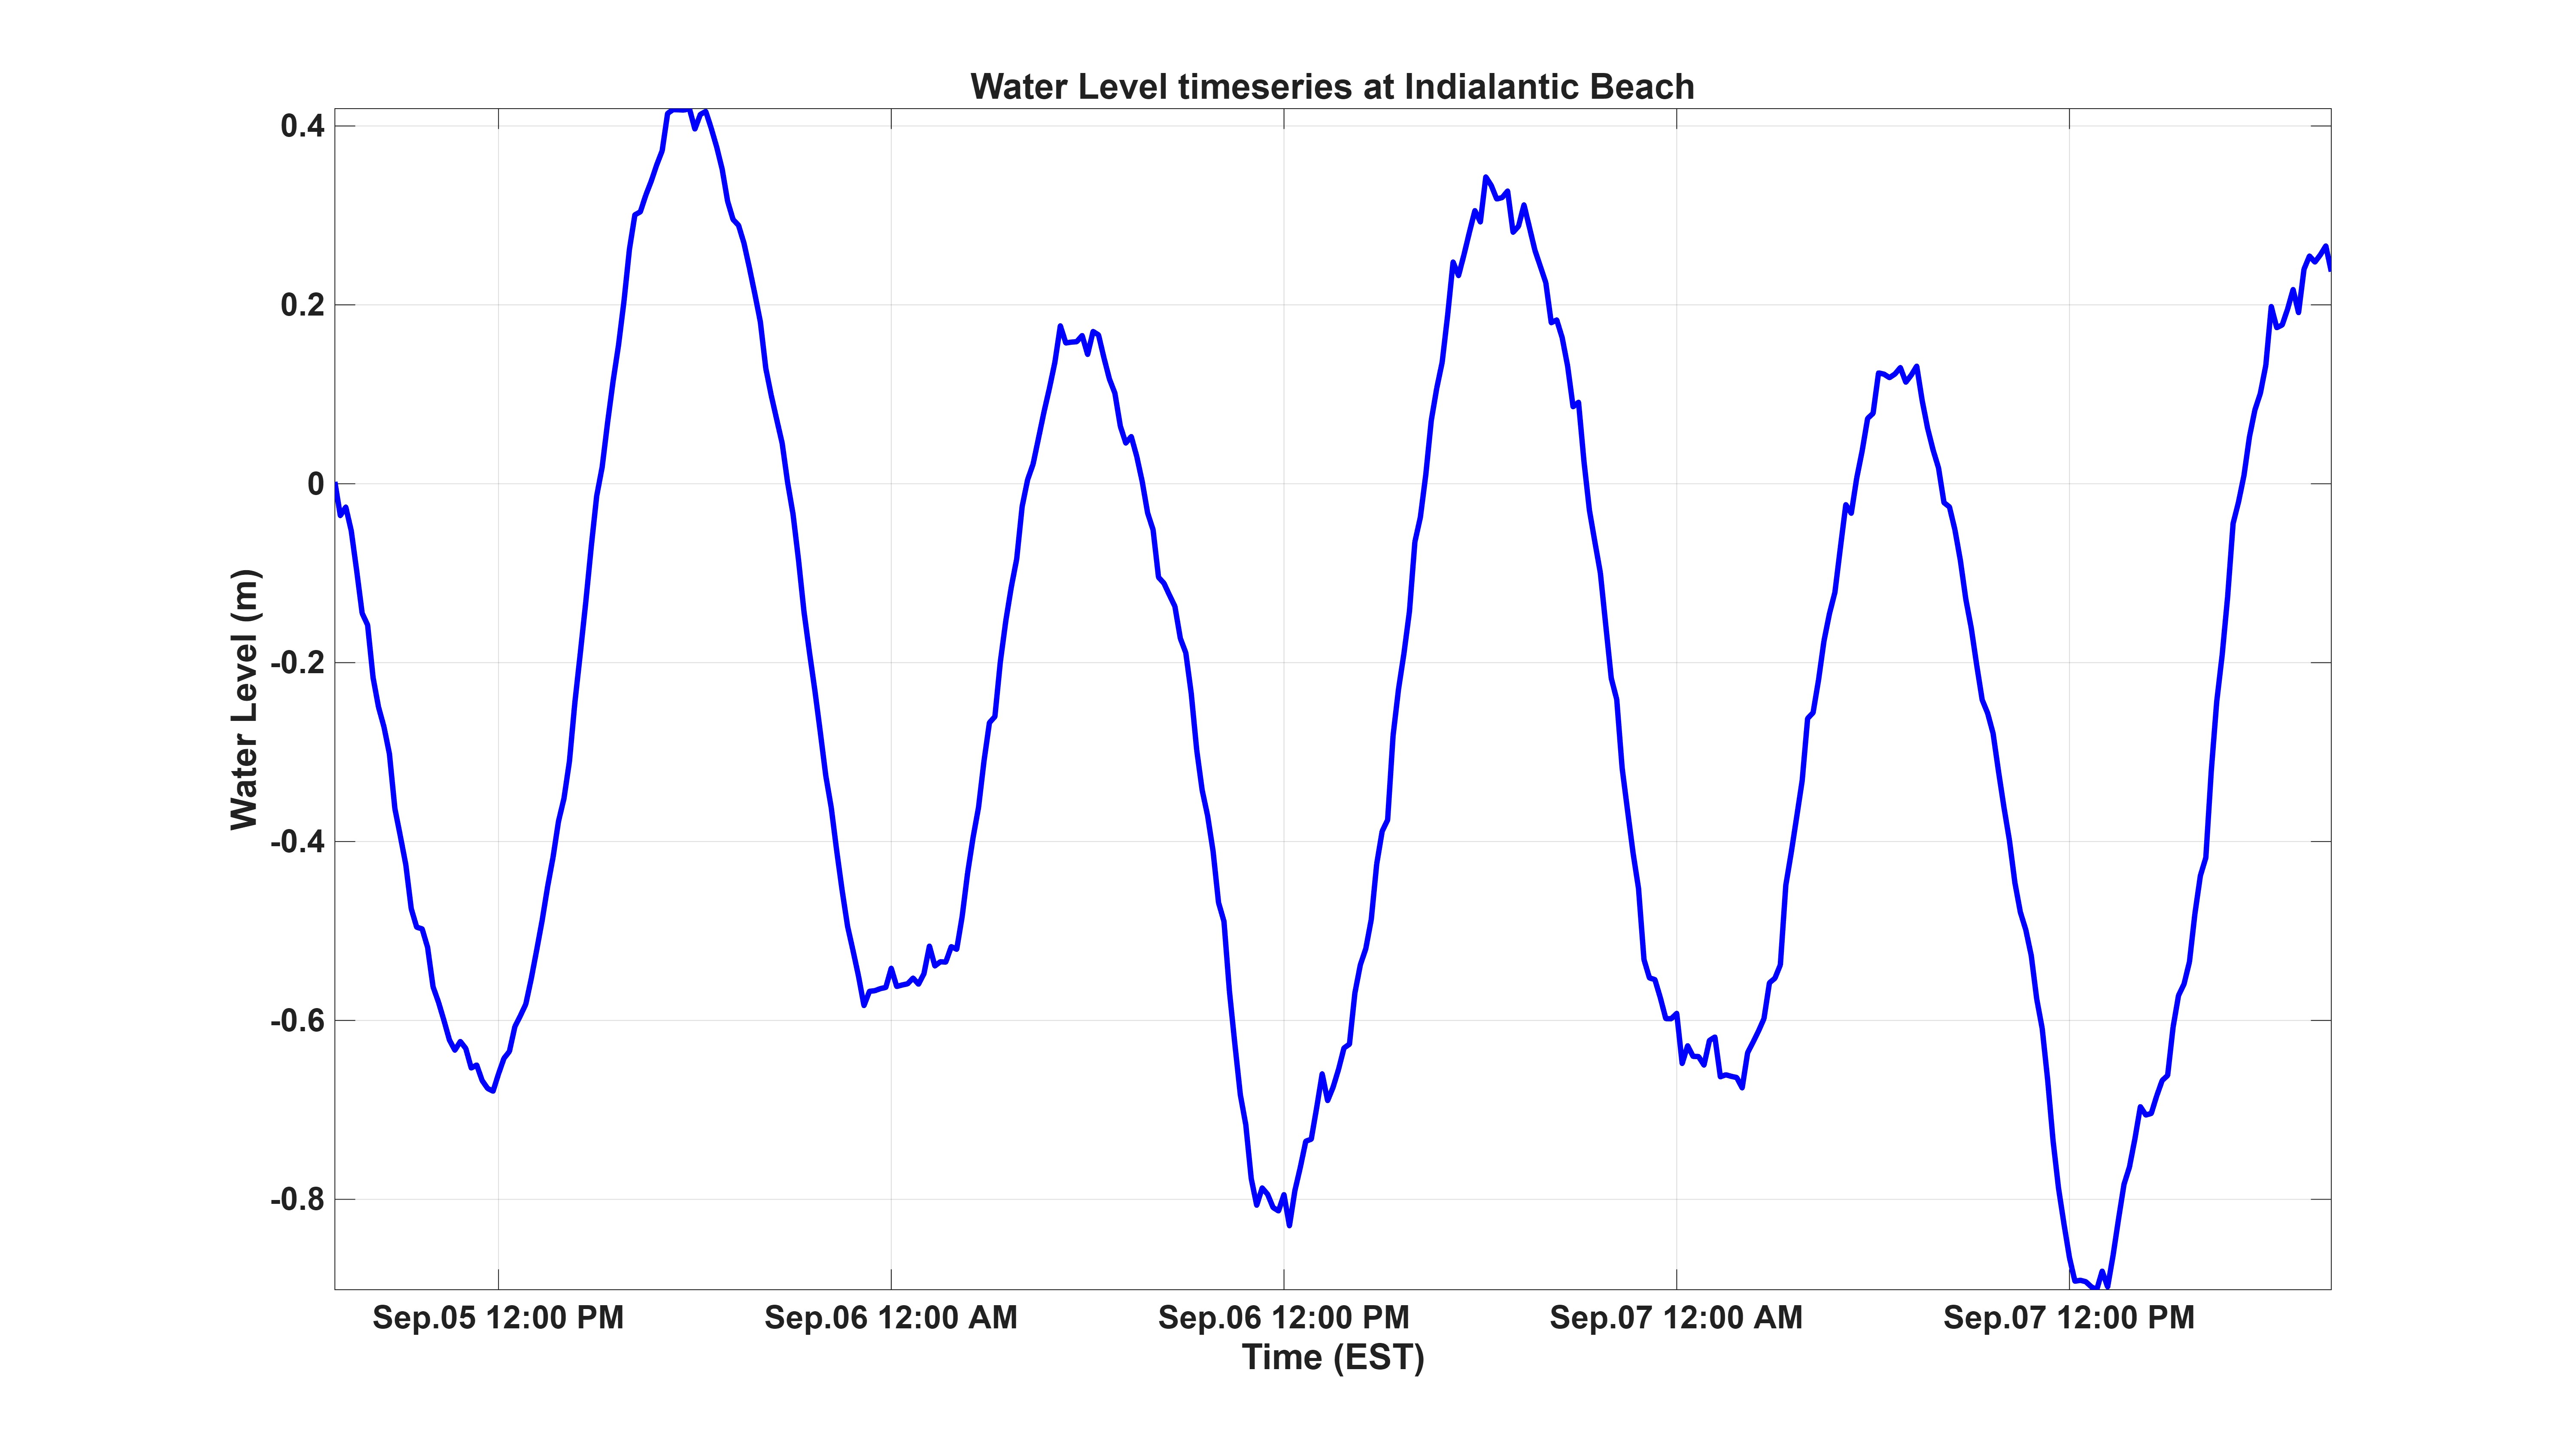 Water Level timeseries at Indialantic Beach
0.4
0.2
0
-0.2
-0.4
-0.6
-0.8
Water Level (m)
Sep.05 12:00 PM
Sep.06 12:00 AM
Sep.06 12:00 PM
Sep.07 12:00 AM
Sep.07 12:00 PM
Time (EST)